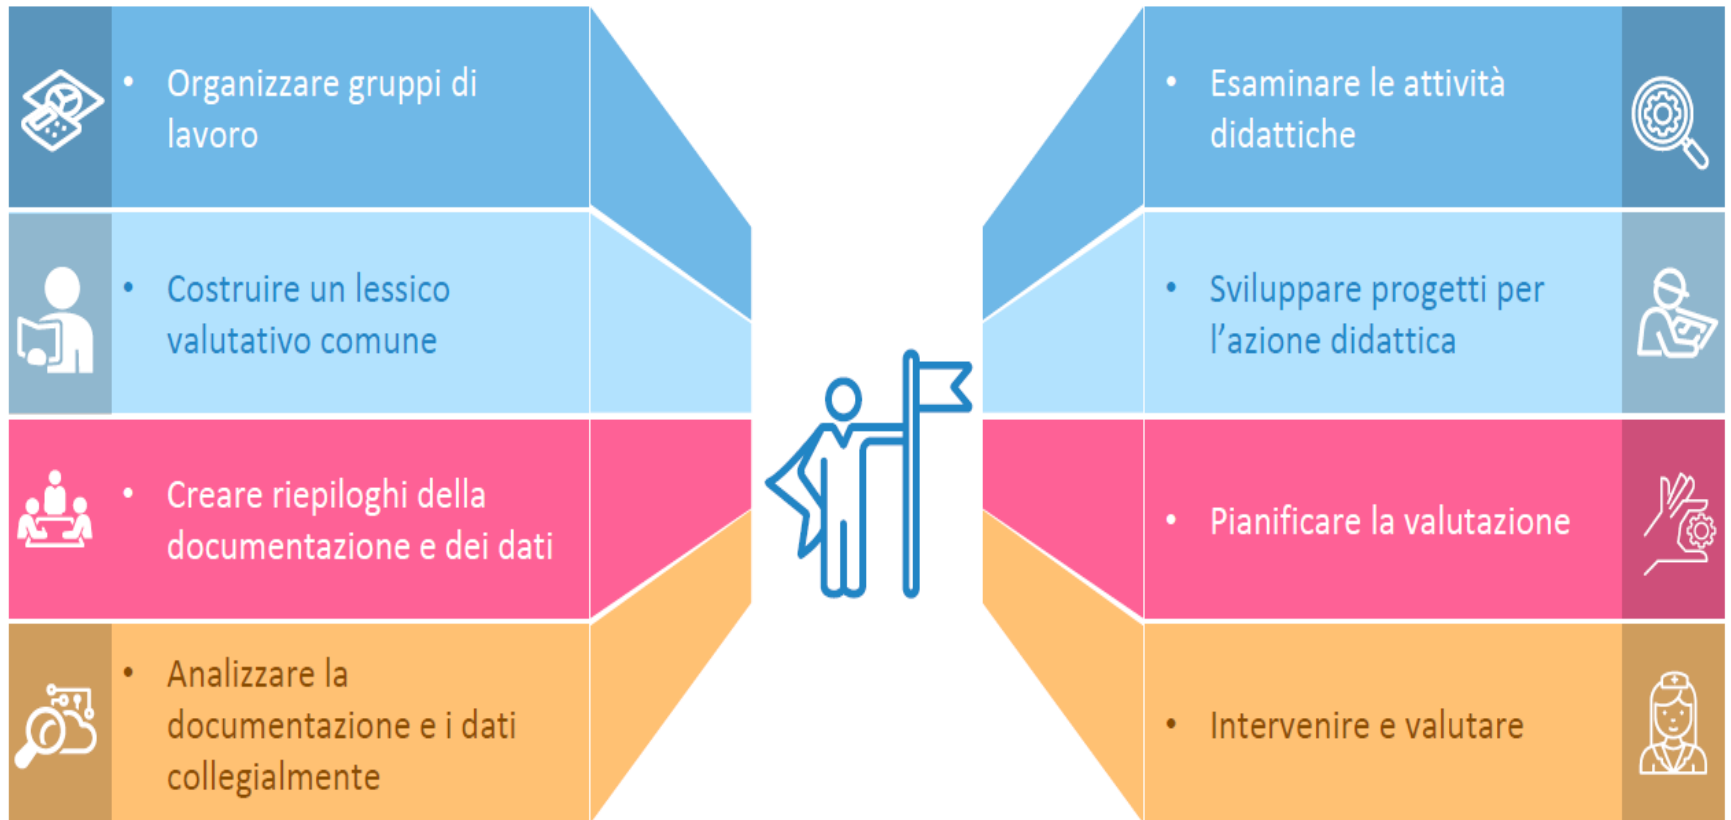 • Organizzare gruppi di
lavoro
• Costruire un lessico
valutativo comune
• Creare riepiloghi della
documentazione e dei dati
• Analizzare la
documentazione e i dati
collegialmente
• Esaminare le attività
didattiche
• Sviluppare progetti per
l’azione didattica
• Pianificare la valutazione
• Intervenire e valutare